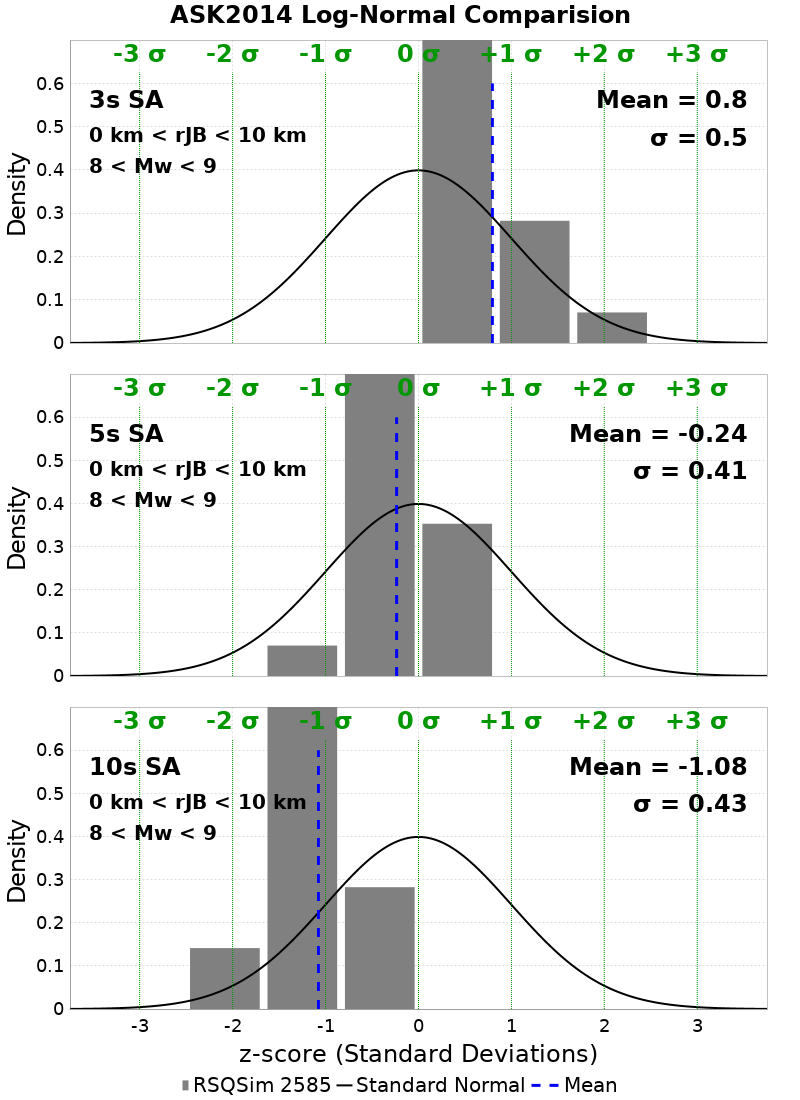 ASK2014 Log-Normal Comparision
-3 σ -2 σ -1 σ 0 σ +1 σ +2 σ +3 σ
3s SA
0 km < rJB < 10 km
8 < Mw < 9
Mean = 0.8
σ = 0.5
Density
0.6
0.5
0.4
0.3
0.2
0.1
0
-3 σ -2 σ -1 σ 0 σ +1 σ +2 σ +3 σ
5s SA
0 km < rJB < 10 km
8 < Mw < 9
Mean = -0.24
σ = 0.41
Density
0.6
0.5
0.4
0.3
0.2
0.1
0
-3 σ -2 σ -1 σ 0 σ +1 σ +2 σ +3 σ
10s SA
0 km < rJB < 10 km
8 < Mw < 9
Mean = -1.08
σ = 0.43
Density
0.6
0.5
0.4
0.3
0.2
0.1
0
-3 -2 -1 0 1 2 3
z-score (Standard Deviations)
RSQSim 2585 Standard Normal Mean